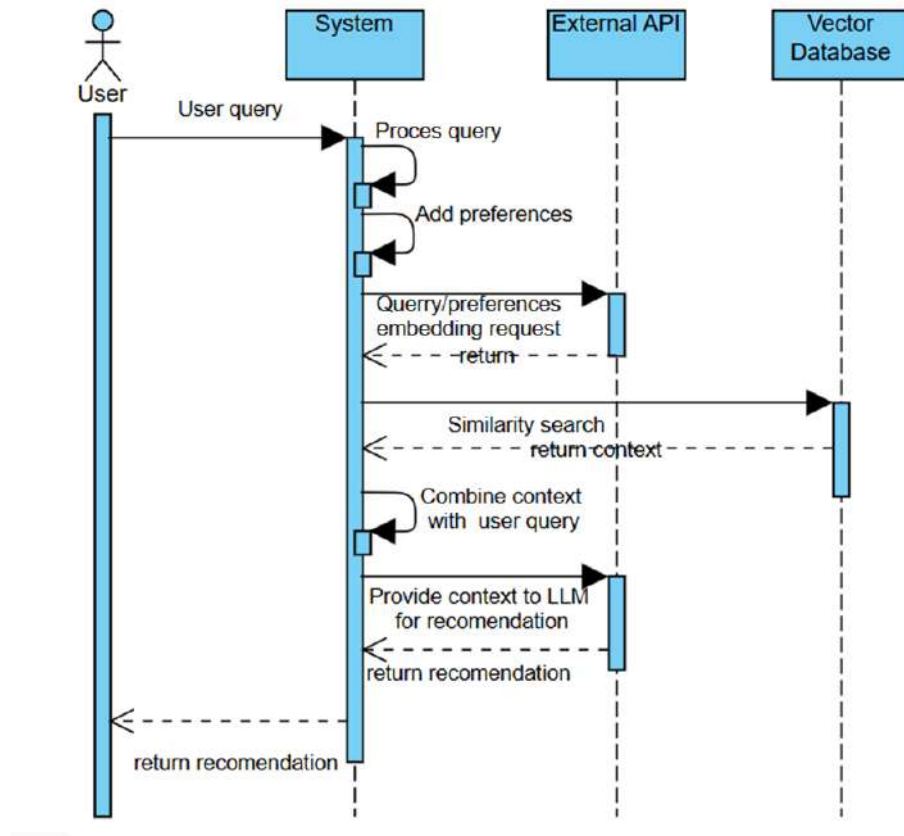 System
External API
Vector
Database
User
User query
Proces query
Add preferences
Querry/preferences
embedding request
return
Similarity search
return context
Combine context
with user query
Provide context to LLM
for recomendation
return recomendation
return recomendation